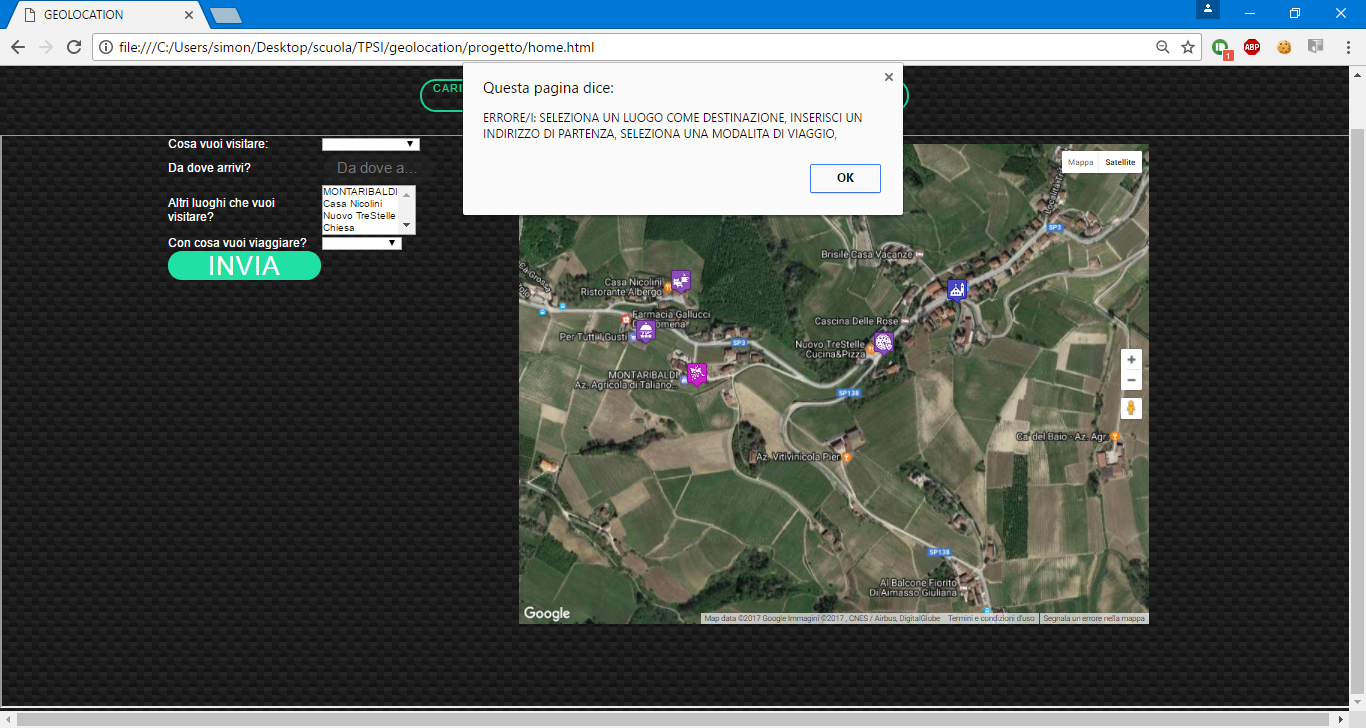 GEOLOCATION
file:///C:/Users/simon/Desktop/scuola/TPSI/geolocation/progetto/home.html
ABP
1
CARI
Questa pagina dice:
ERRORE/I: SELEZIONA UN LUOGO COME DESTINAZIONE, INSERISCI UN
INDIRIZZO DI PARTENZA, SELEZIONA UNA MODALITA DI VIAGGIO,
OK
Cosa vuoi visitare:
Da dove arrivi?
Da dove a...
Altri luoghi che vuoi
visitare?
MONTARIBALDI
Casa Nicolini
Nuovo TreStelle
Chiesa
Con cosa vuoi viaggiare?
INVIA
Mappa
Satellite
SP3
Brisile Casa Vacanze
Casa Nicolini
Ristorante Albergo
Farmacia Gallucci
Per Tutti I Gusti
Cascina Delle Rose
SP3
Nuovo TreStelle
Cucina&Pizza
MONTARIBALDI
Az. Agricola di Taliano...
SP138
Ca' del Baio - Az. Agr.
Az. Vitivinicola Pier
SP138
Al Balcone Fiorito
Di Aimasso Giuliana
Google
Map data ©2017 Google Immagini ©2017 , CNES / Airbus, DigitalGlobe
Termini e condizioni d'uso
Segnala un errore nella mappa